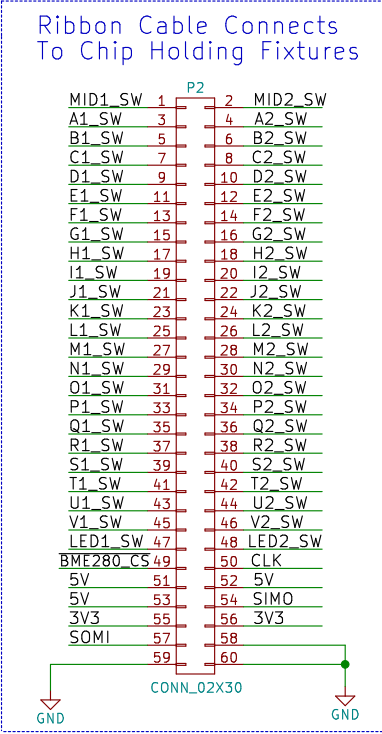 Ribbon Cable Connects
To Chip Holding Fixtures
P2
MID1_SW 1 2 MID2_SW
A1_SW 3 4 A2_SW
B1_SW 5 6 B2_SW
C1_SW 7 8 C2_SW
D1_SW 9 10 D2_SW
E1_SW 11 12 E2_SW
F1_SW 13 14 F2_SW
G1_SW 15 16 G2_SW
H1_SW 17 18 H2_SW
I1_SW 19 20 I2_SW
J1_SW 21 22 J2_SW
K1_SW 23 24 K2_SW
L1_SW 25 26 L2_SW
M1_SW 27 28 M2_SW
N1_SW 29 30 N2_SW
O1_SW 31 32 O2_SW
P1_SW 33 34 P2_SW
Q1_SW 35 36 Q2_SW
R1_SW 37 38 R2_SW
S1_SW 39 40 S2_SW
T1_SW 41 42 T2_SW
U1_SW 43 44 U2_SW
V1_SW 45 46 V2_SW
LED1_SW 47 48 LED2_SW
BME280_CS 49 50 CLK
5V 51 52 5V
5V 53 54 SIMO
3V3 55 56 3V3
SOMI 57 58
59 60
CONN_02X30
GND GND